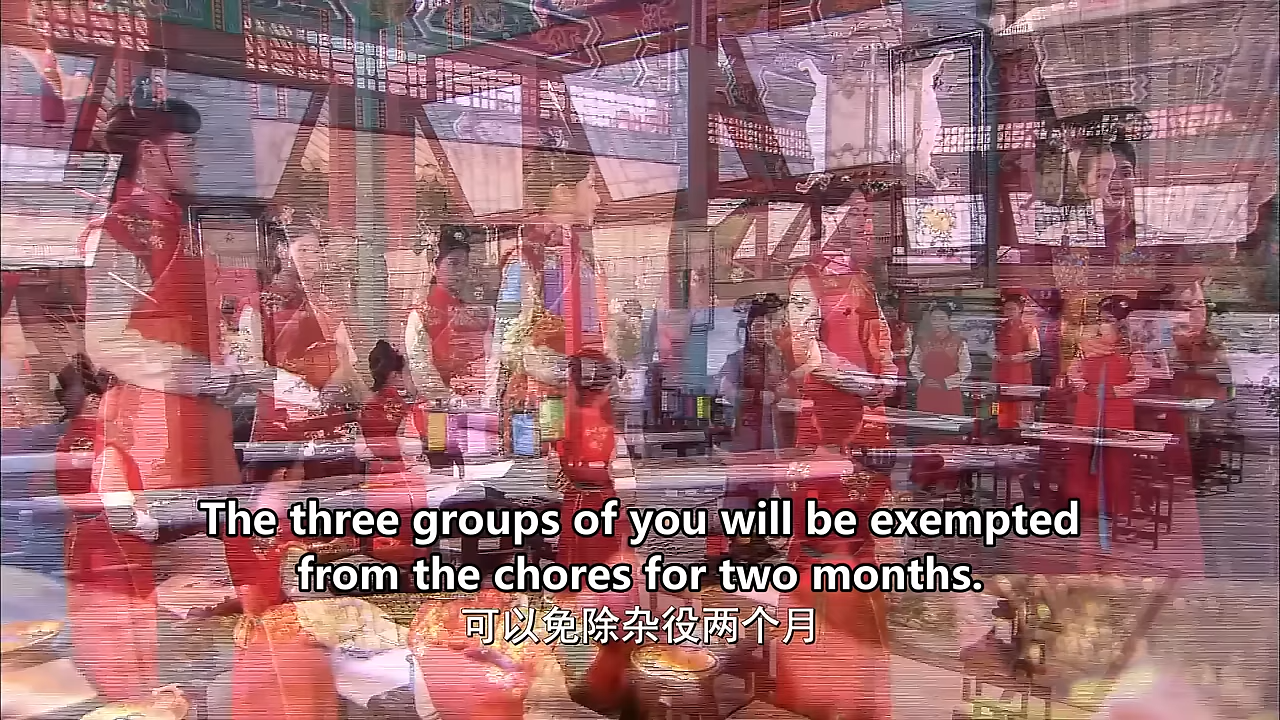 The three groups of you will be exempted
from the chores for two months.
可以免除杂役两个月